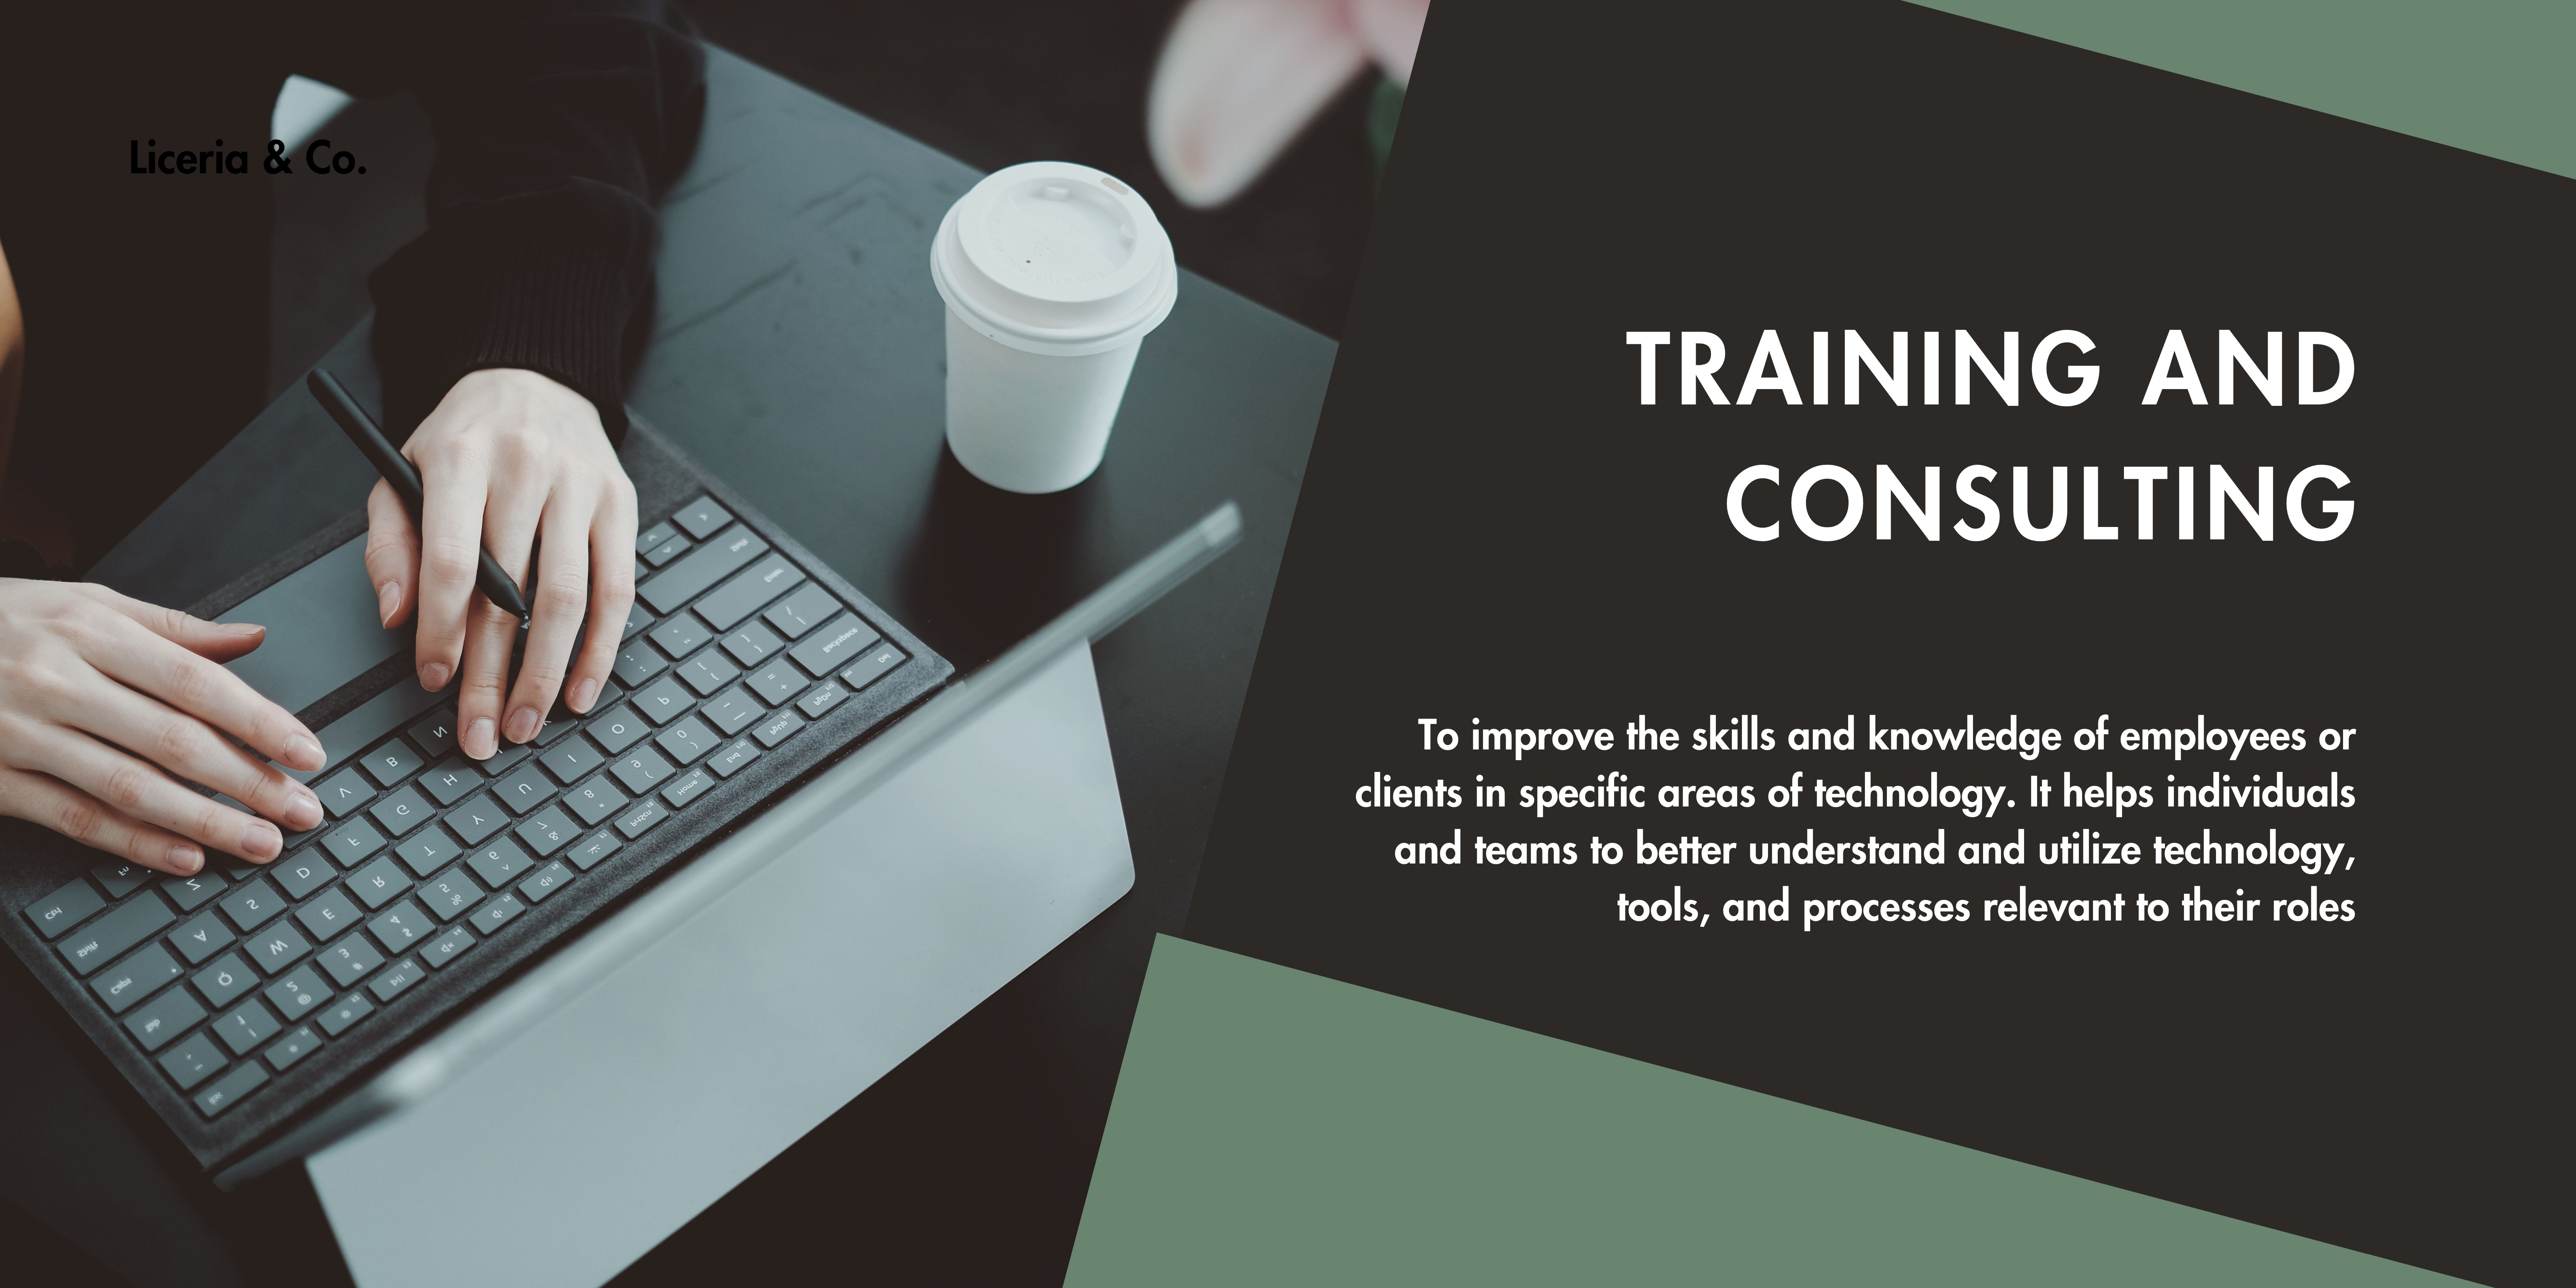 Liceria & Co.
TRAINING AND
CONSULTING
To improve the skills and knowledge of employees or
clients in specific areas of technology. It helps individuals
and teams to better understand and utilize technology,
tools, and processes relevant to their roles